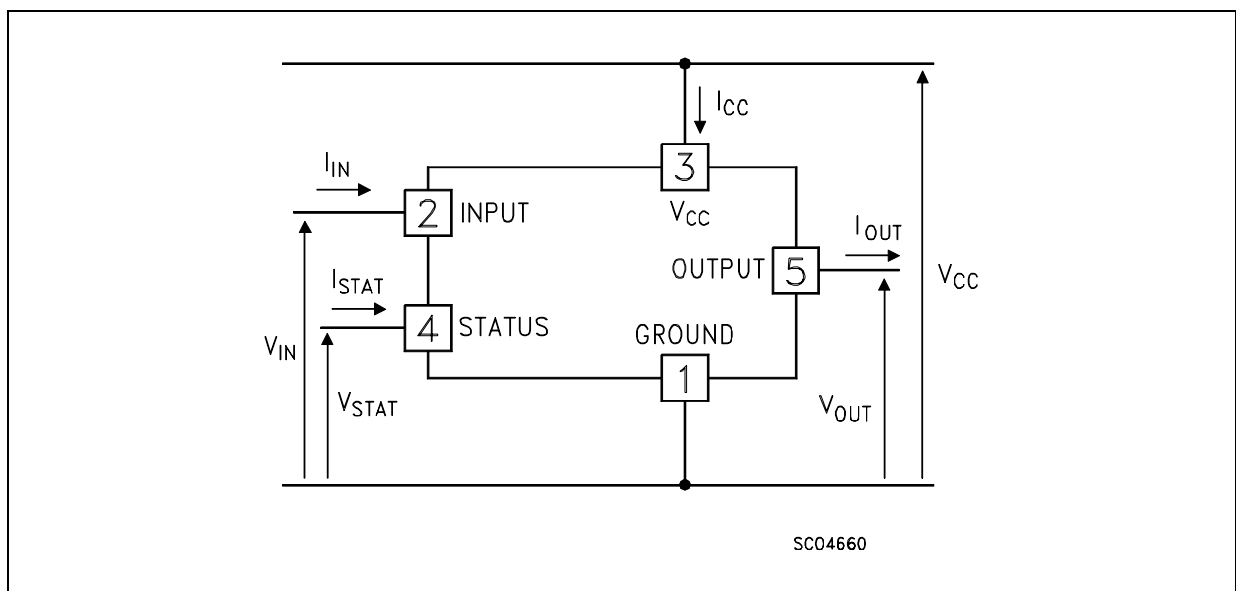 I_CC
I_IN
3
V_CC
2 INPUT
I_OUT
OUTPUT 5
V_CC
I_STAT
4 STATUS
GROUND
V_IN
1
V_STAT
V_OUT
SC04660